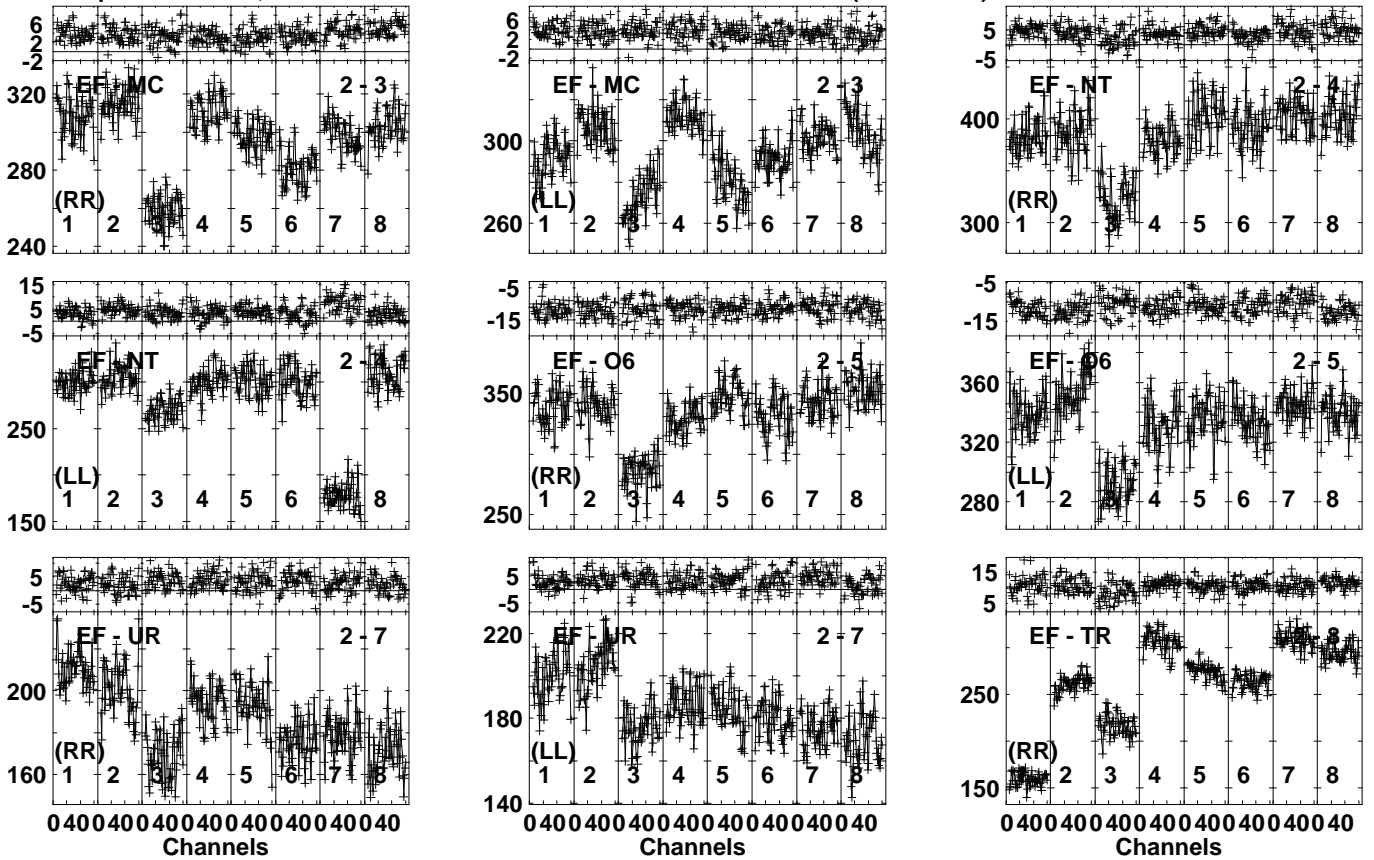 6 2 -2 EF - MC 2 - 3 320 280 240 (RR) 1 2 3 4 5 6 7 8
6 2 -2 EF - MC 2 - 3 300 260 (LL) 1 2 3 4 5 6 7 8
5 -5 EF - NT 2 - 4 400 300 (RR) 1 2 3 4 5 6 7 8
15 5 -5 EF - NT 2 - 4 250 150 (LL) 1 2 3 4 5 6 7 8
-5 -15 EF - O6 2 - 5 350 250 (RR) 1 2 3 4 5 6 7 8
-5 -15 EF - O6 2 - 5 360 320 280 (LL) 1 2 3 4 5 6 7 8
5 -5 EF - UR 2 - 7 200 160 (RR) 1 2 3 4 5 6 7 8
5 -5 EF - UR 2 - 7 220 180 140 (LL) 1 2 3 4 5 6 7 8
15 5 EF - TR 2 - 8 250 150 (RR) 1 2 3 4 5 6 7 8
0 40 0 40 0 40 0 40 0 40 0 40 0 40 0 40
Channels
0 40 0 40 0 40 0 40 0 40 0 40 0 40 0 40
Channels
0 40 0 40 0 40 0 40 0 40 0 40 0 40 0 40
Channels